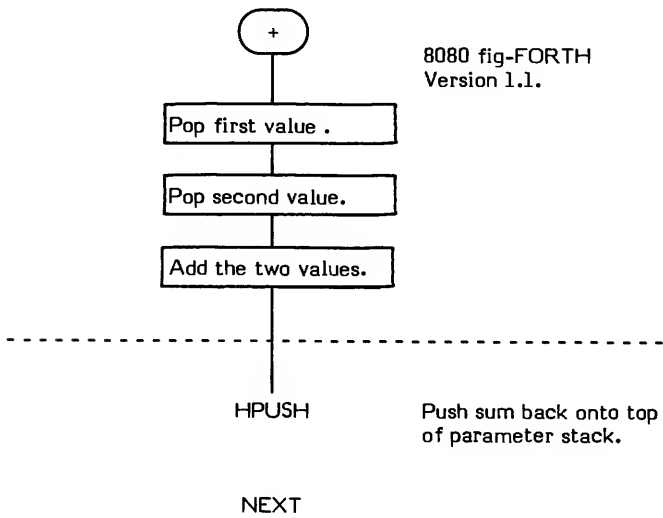 +
8080 fig-FORTH
Version 1.1.
Pop first value .
Pop second value.
Add the two values.
HPUSH
Push sum back onto top
of parameter stack.
NEXT